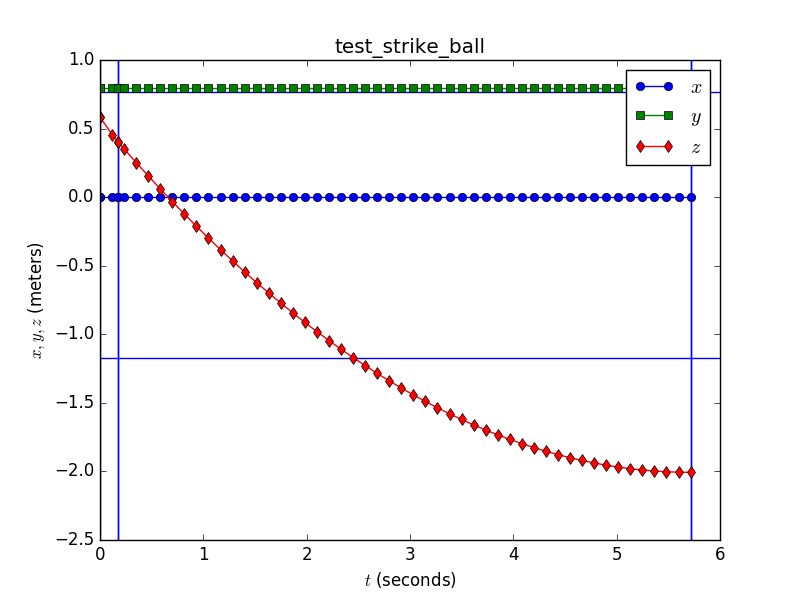 test_strike_ball
1.0
0.5
0.0
−0.5
−1.0
−1.5
−2.0
−2.5
x, y, z (meters)
x
y
z
0 1 2 3 4 5 6
t (seconds)